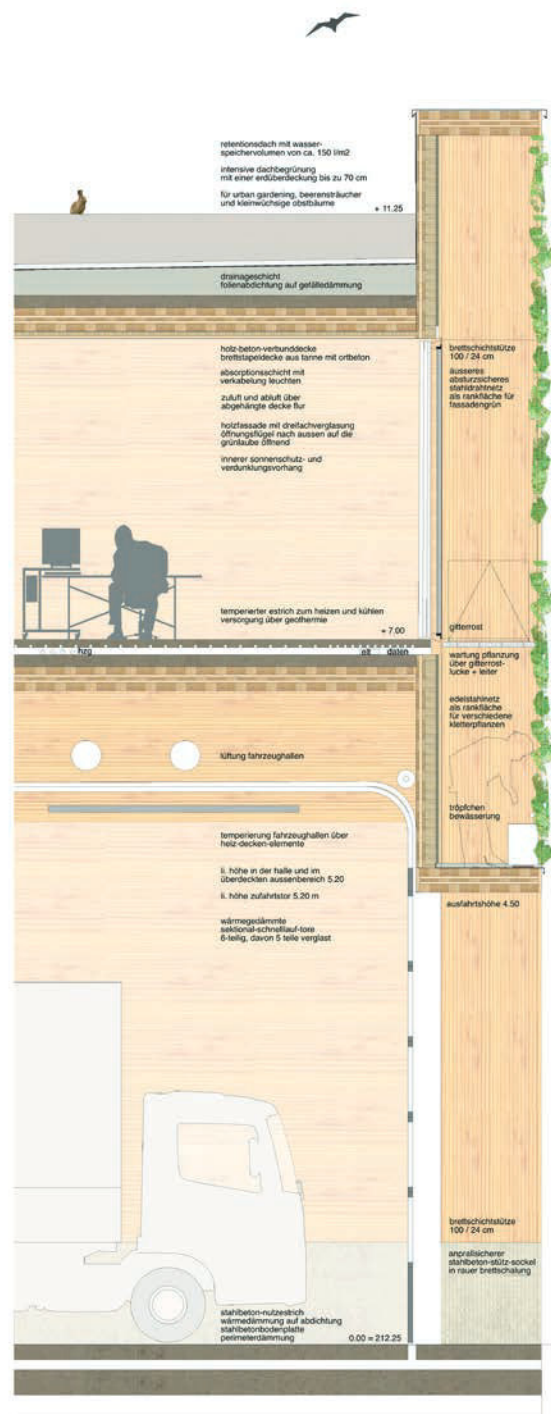 retentionsdach mit wasser-
speichervolumen von ca. 150 l/m2
intensive dachbegrünung
mit einer erdüberdeckung bis zu 70 cm
für urban gardening, beerensträucher
und kleinwüchsige obstbäume
+ 11.25
drainageschicht
folienabdichtung auf gefälledämmung
holz-beton-verbunddecke
brettstapeldecke aus tanne mit ortbeton
absorptionsschicht mit
verkabelung leuchten
zuluft und abluft über
abgehängte decke flur
holzfassade mit dreifachverglasung
öffnungsflügel nach aussen auf die
grünlaube öffnend
innerer sonnenschutz- und
verdunklungsvorhang
brettschichtstütze
100 / 24 cm
äusseres
absturzsicheres
stahldrahtnetz
als rankfläche für
fassadengrün
temperierter estrich zum heizen und kühlen
versorgung über geothermie
+ 7.00
gitterrost
hzg
elt
daten
wartung pflanzung
über gitterrost-
lucke + leiter
edelstahlnetz
als rankfläche
für verschiedene
kletterpflanzen
lüftung fahrzeughallen
tröpfchen
bewässerung
temperierung fahrzeughallen über
heiz-decken-elemente
li. höhe in der halle und im
überdeckten aussenbereich 5.20
li. höhe zufahrtstor 5.20 m
wärmegedämmte
sektional-schnelllauf-tore
6-teilig, davon 5 teile verglast
ausfahrtshöhe 4.50
brettschichtstütze
100 / 24 cm
anprallsicherer
stahlbeton-stütz-sockel
in rauer brettschalung
stahlbeton-nutzestrich
wärmedämmung auf abdichtung
stahlbetonbodenplatte
perimeterdämmung
0.00 = 212.25